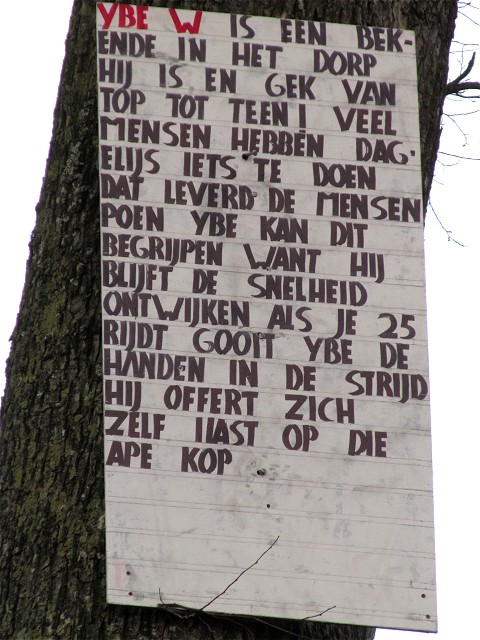 YBE W IS EEN BEK-
ENDE IN HET DORP
HIJ IS EN GEK VAN
TOP TOT TEEN! VEEL
MENSEN HEBBEN DAG-
ELIJS IETS TE DOEN
DAT LEVERD DE MENSEN
POEN YBE KAN DIT
BEGRIJPEN WANT HIJ
BLIJFT DE SNELHEID
ONTWIJKEN ALS JE 25
RIJDT GOOIT YBE DE
HANDEN IN DE STRIJD
HIJ OFFERT ZICH
ZELF OP DIE
APE KOP